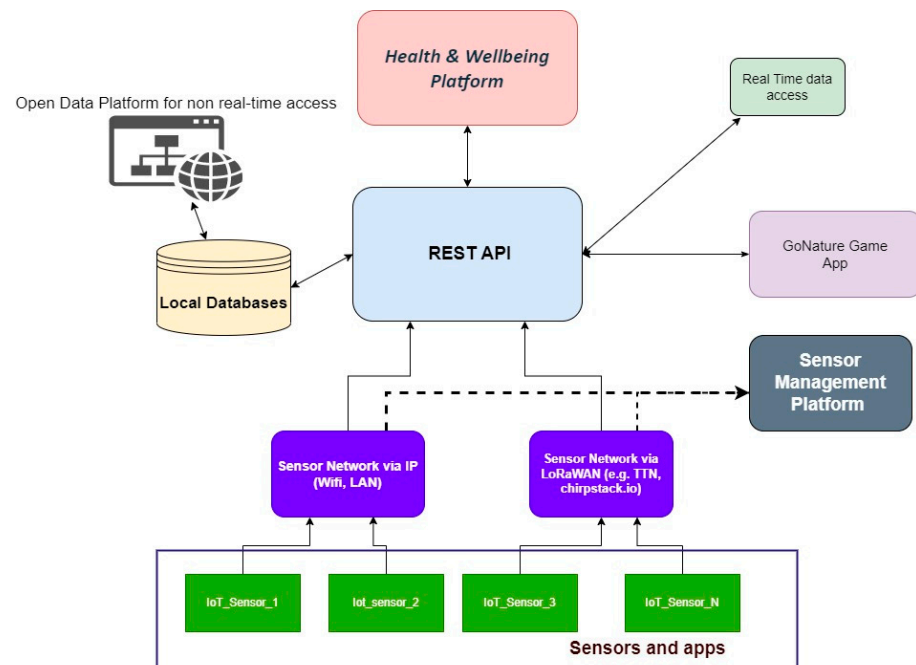 Health & Wellbeing
Platform
Real Time data
access
Open Data Platform for non real-time access
REST API
GoNature Game
App
Local Databases
Sensor
Management
Platform
Sensor Network via IP
(Wifi, LAN)
Sensor Network via
LoRaWAN (e.g. TTN,
chirpstack.io)
IoT_Sensor_1
Iot_sensor_2
IoT_Sensor_3
IoT_Sensor_N
Sensors and apps